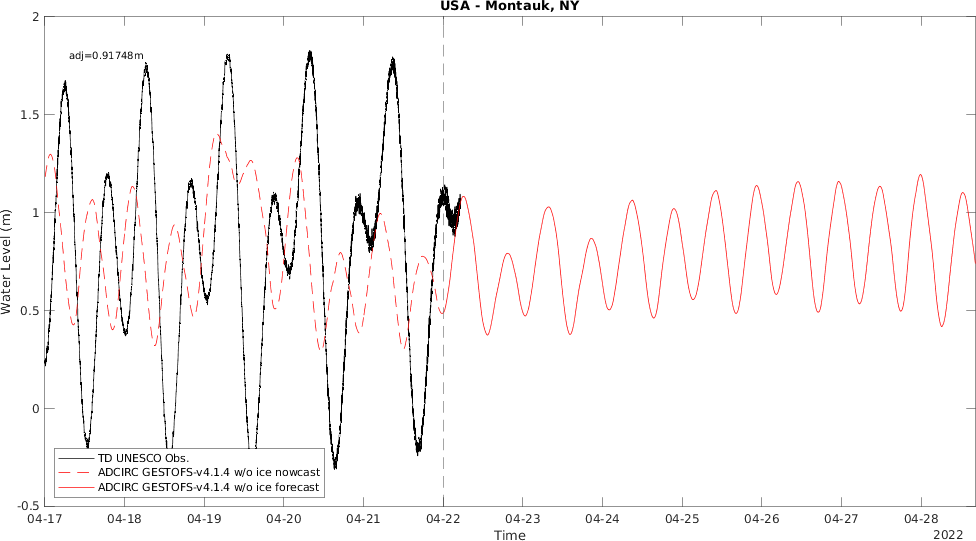 USA - Montauk, NY
2
adj=0.91748m
1.5
1
Water Level (m)
0.5
0
TD UNESCO Obs.
ADCIRC GESTOFS-v4.1.4 w/o ice nowcast
ADCIRC GESTOFS-v4.1.4 w/o ice forecast
-0.5
04-17 04-18 04-19 04-20 04-21 04-22 04-23 04-24 04-25 04-26 04-27 04-28
Time
2022